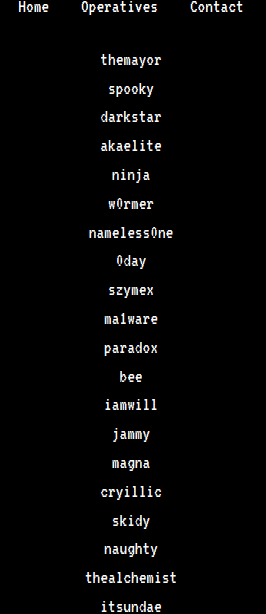 Home Operatives Contact
themayor
spooky
darkstar
akaelite
ninja
w0rmer
nameless0ne
0day
szymex
ma1ware
paradox
bee
iamwill
jammy
magna
cryillic
skidy
naughty
thealchemist
itsundae